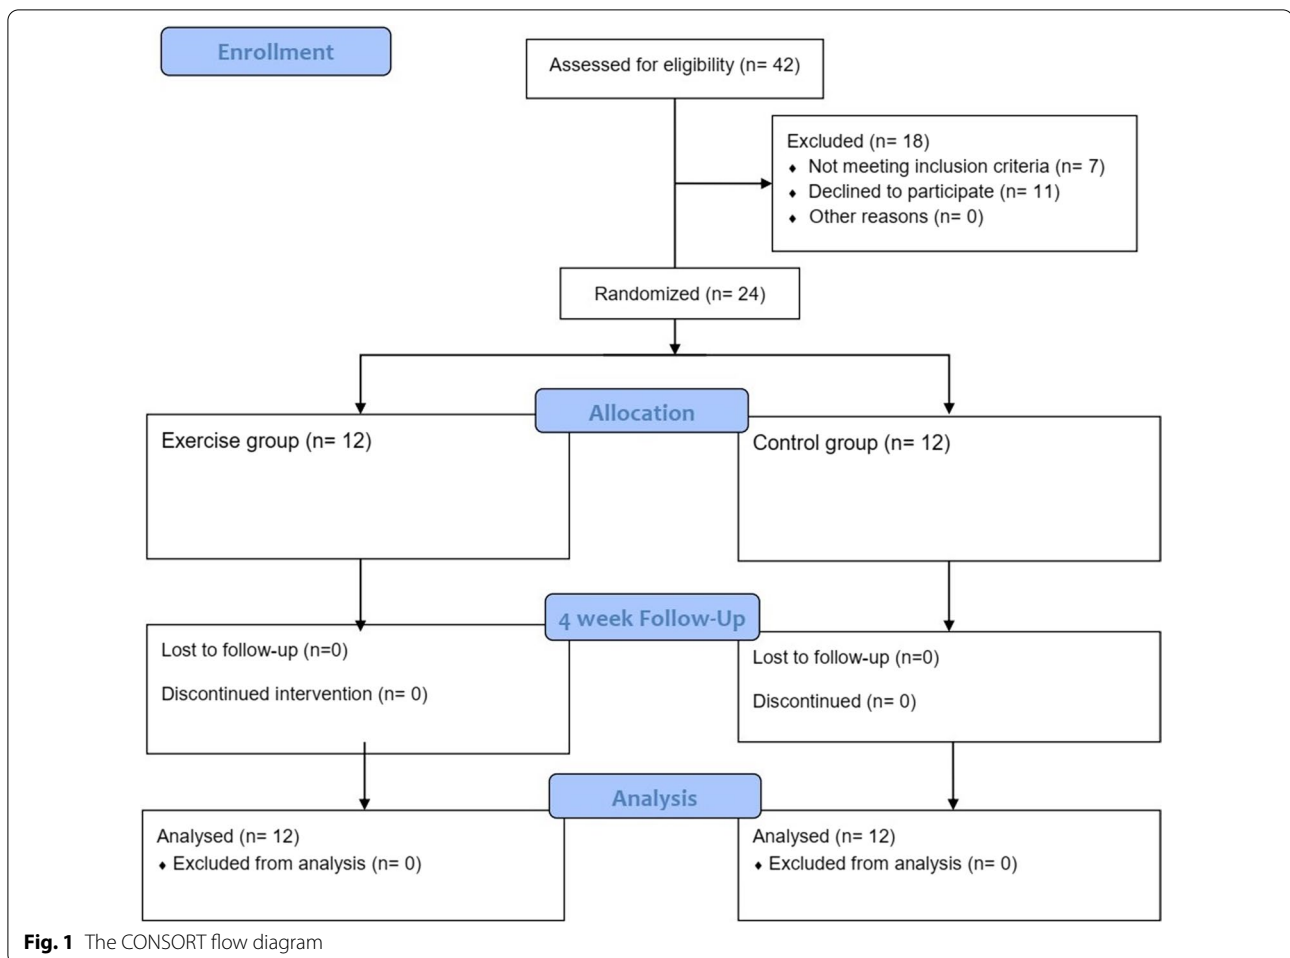 Enrollment
Assessed for eligibility (n= 42)
Excluded (n= 18)
♦ Not meeting inclusion criteria (n= 7)
♦ Declined to participate (n= 11)
♦ Other reasons (n= 0)
Randomized (n= 24)
Allocation
Exercise group (n= 12)
Control group (n= 12)
4 week Follow-Up
Lost to follow-up (n=0)
Discontinued intervention (n= 0)
Lost to follow-up (n=0)
Discontinued (n= 0)
Analysis
Analysed (n= 12)
♦ Excluded from analysis (n= 0)
Analysed (n= 12)
♦ Excluded from analysis (n= 0)
Fig. 1 The CONSORT flow diagram